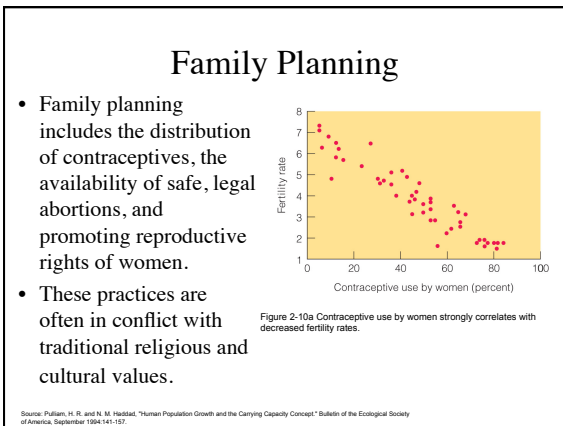 Family Planning
• Family planning
includes the distribution
of contraceptives, the
availability of safe, legal
abortions, and
promoting reproductive
rights of women.
• These practices are
often in conflict with
traditional religious and
cultural values.
8
7
6
5
4
3
2
1
Fertility rate
0 20 40 60 80 100
Contraceptive use by women (percent)
Figure 2-10a Contraceptive use by women strongly correlates with
decreased fertility rates.
Source: Pulliam, H. R. and N. M. Haddad, "Human Population Growth and the Carrying Capacity Concept." Bulletin of the Ecological Society
of America, September 1994:141-157.